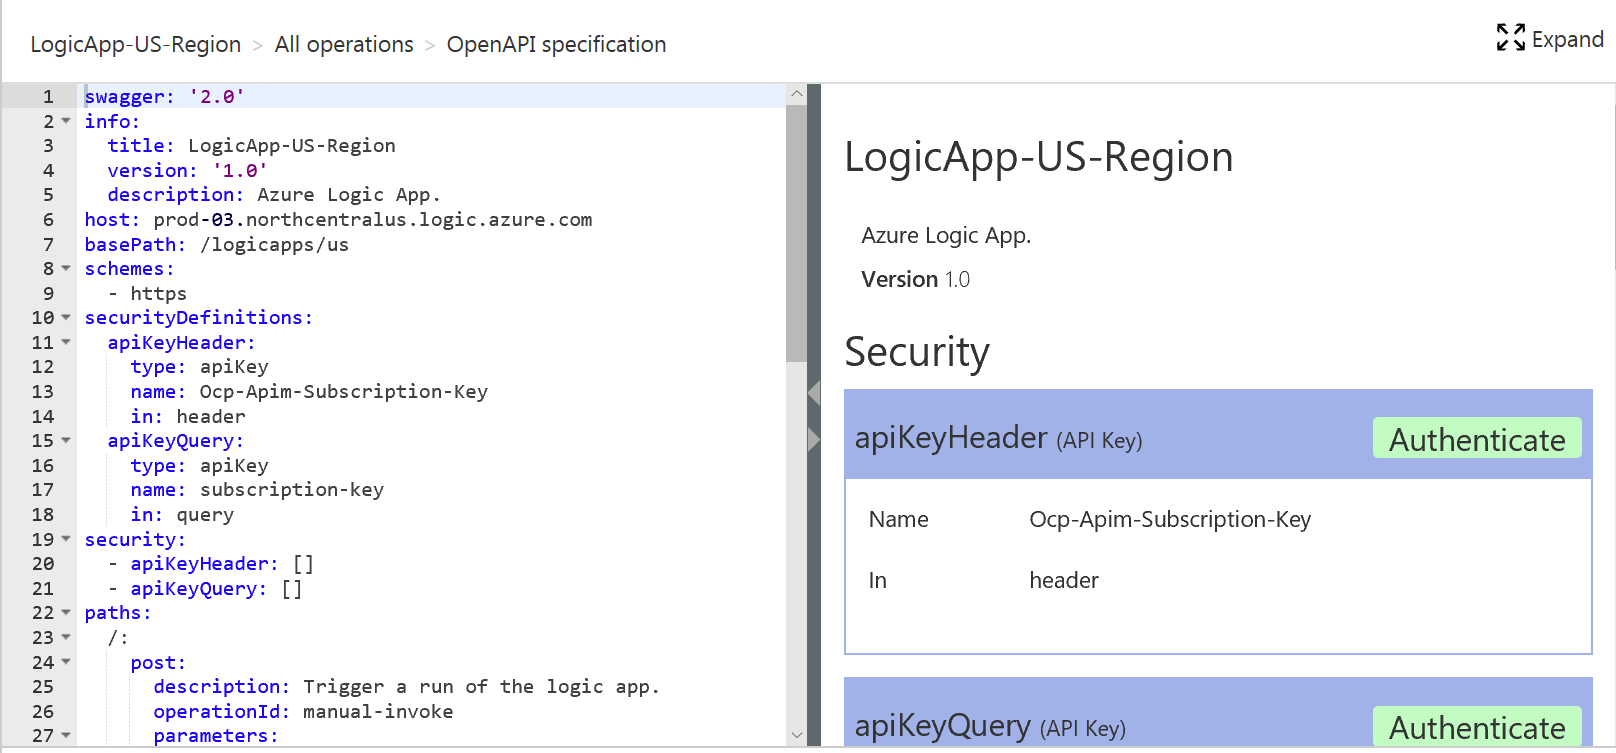 LogicApp-US-Region > All operations > OpenAPI specification
Expand
1 swagger: '2.0'
2 info:
3 title: LogicApp-US-Region
4 version: '1.0'
5 description: Azure Logic App.
6 host: prod-03.northcentralus.logic.azure.com
7 basePath: /logicapps/us
8 schemes:
9 - https
10 securityDefinitions:
11 apiKeyHeader:
12 type: apiKey
13 name: Ocp-Apim-Subscription-Key
14 in: header
15 apiKeyQuery:
16 type: apiKey
17 name: subscription-key
18 in: query
19 security:
20 - apiKeyHeader: []
21 - apiKeyQuery: []
22 paths:
23 /:
24 post:
25 description: Trigger a run of the logic app.
26 operationId: manual-invoke
27 parameters:
LogicApp-US-Region
Azure Logic App.
Version 1.0
Security
apiKeyHeader (API Key) Authenticate
Name Ocp-Apim-Subscription-Key
In header
apiKeyQuery (API Key) Authenticate